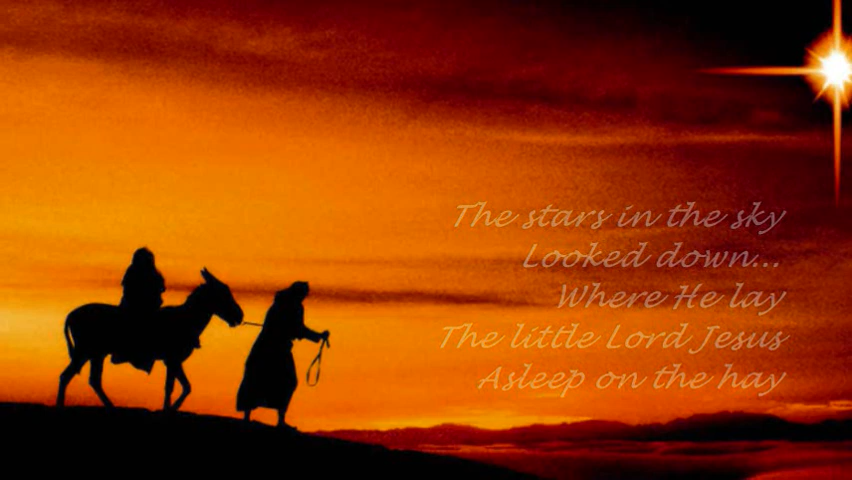 The stars in the sky
Looked down...
Where He lay
The little Lord Jesus
Asleep on the hay